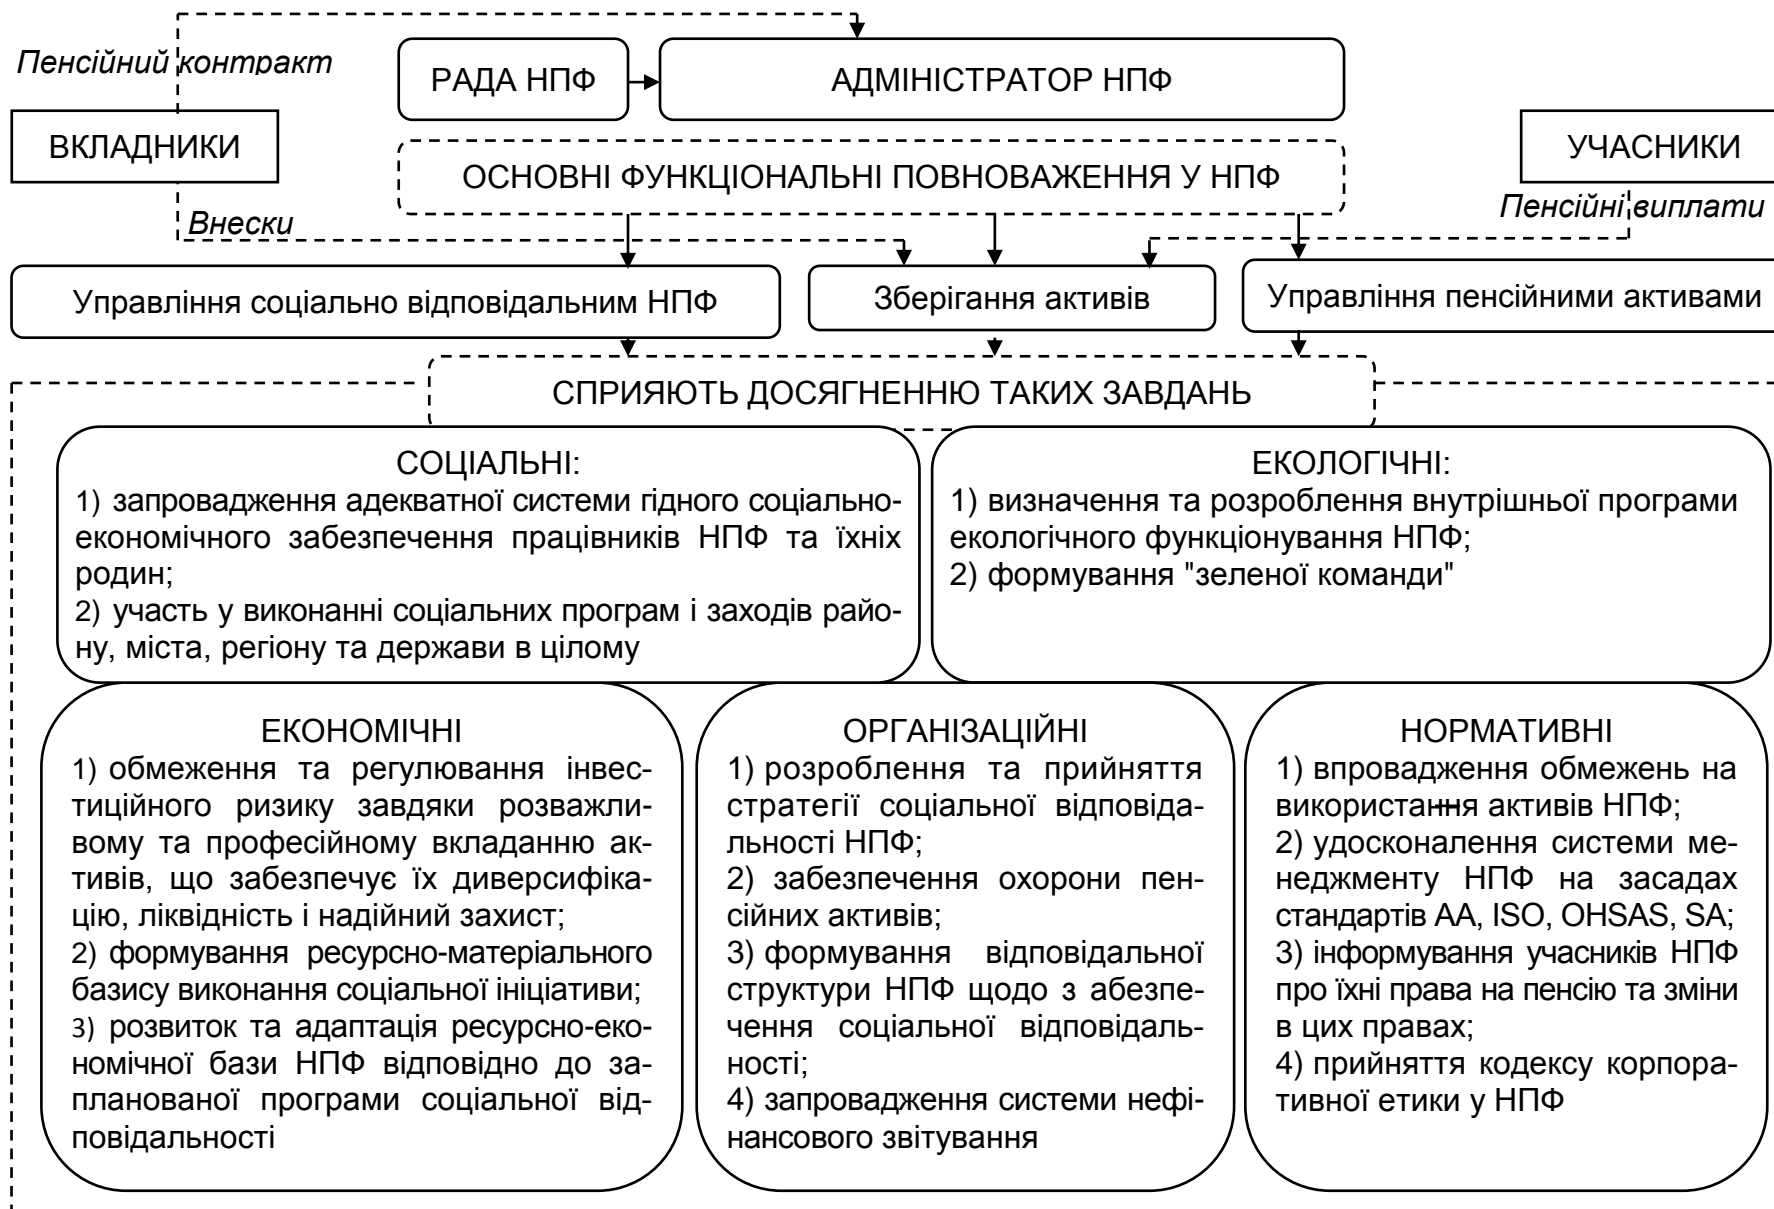 Пенсійний контракт
РАДА НПФ
АДМІНІСТРАТОР НПФ
ВКЛАДНИКИ
УЧАСНИКИ
ОСНОВНІ ФУНКЦІОНАЛЬНІ ПОВНОВАЖЕННЯ У НПФ
Внески
Пенсійні виплати
Управління соціально відповідальним НПФ
Зберігання активів
Управління пенсійними активами
СПРИЯЮТЬ ДОСЯГНЕННЮ ТАКИХ ЗАВДАНЬ
СОЦІАЛЬНІ:
1) запровадження адекватної системи гідного соціально-
економічного забезпечення працівників НПФ та їхніх
родин;
2) участь у виконанні соціальних програм і заходів райо-
ну, міста, регіону та держави в цілому
ЕКОЛОГІЧНІ:
1) визначення та розроблення внутрішньої програми
екологічного функціонування НПФ;
2) формування "зеленої команди"
ЕКОНОМІЧНІ
1) обмеження та регулювання інвес-
тиційного ризику завдяки розважли-
вому та професійному вкладанню ак-
тивів, що забезпечує їх диверсифіка-
цію, ліквідність і надійний захист;
2) формування ресурсно-матеріального
базису виконання соціальної ініціативи;
3) розвиток та адаптація ресурсно-еко-
номічної бази НПФ відповідно до за-
планованої програми соціальної від-
повідальності
ОРГАНІЗАЦІЙНІ
1) розроблення та прийняття
стратегії соціальної відповіда-
льності НПФ;
2) забезпечення охорони пен-
сійних активів;
3) формування відповідальної
структури НПФ щодо з абезпе-
чення соціальної відповідаль-
ності;
4) запровадження системи нефі-
нансового звітування
НОРМАТИВНІ
1) впровадження обмежень на
використання активів НПФ;
2) удосконалення системи ме-
неджменту НПФ на засадах
стандартів АА, ISO, OHSAS, SA;
3) інформування учасників НПФ
про їхні права на пенсію та зміни
в цих правах;
4) прийняття кодексу корпора-
тивної етики у НПФ